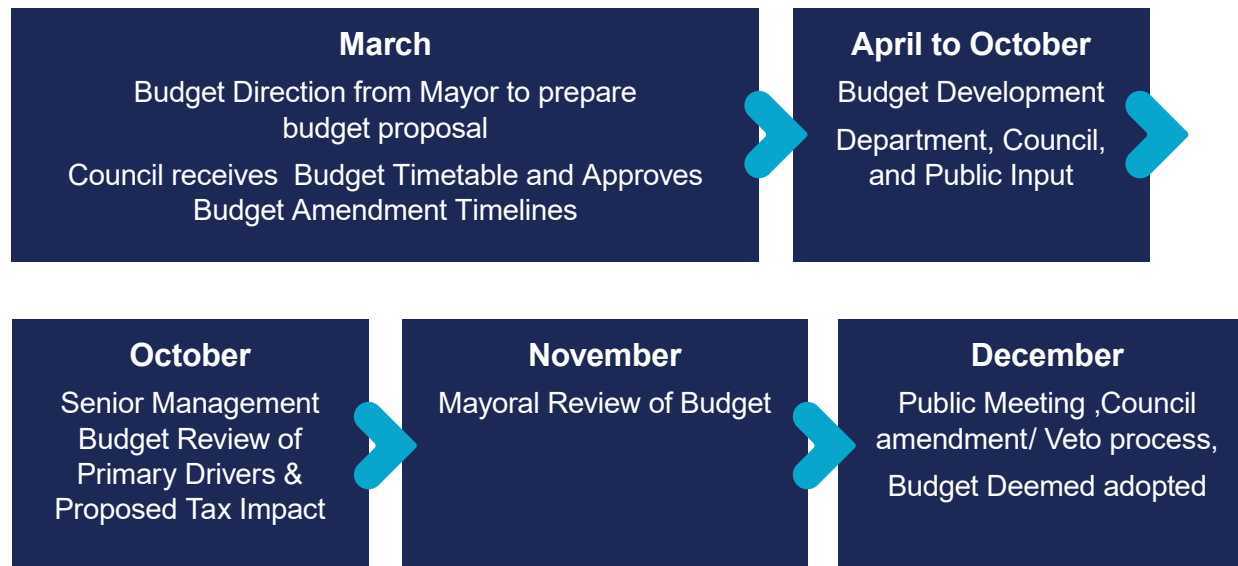 March
Budget Direction from Mayor to prepare
budget proposal
Council receives  Budget Timetable and Approves
Budget Amendment Timelines
April to October
Budget Development
Department, Council,
and Public Input
October
Senior Management
Budget Review of
Primary Drivers &
Proposed Tax Impact
November
Mayoral Review of Budget
December
Public Meeting ,Council
amendment/ Veto process,
Budget Deemed adopted